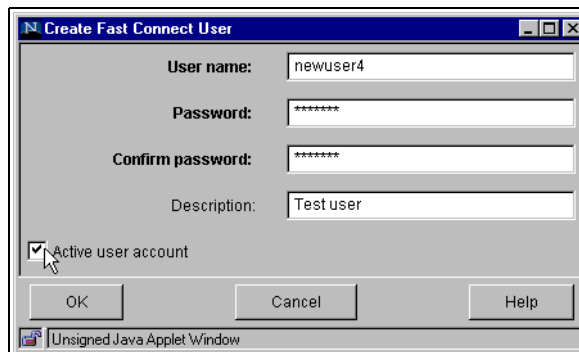 Create Fast Connect User
User name: newuser4
Password: *******
Confirm password: *******
Description: Test user
Active user account
OK Cancel Help
Unsigned Java Applet Window